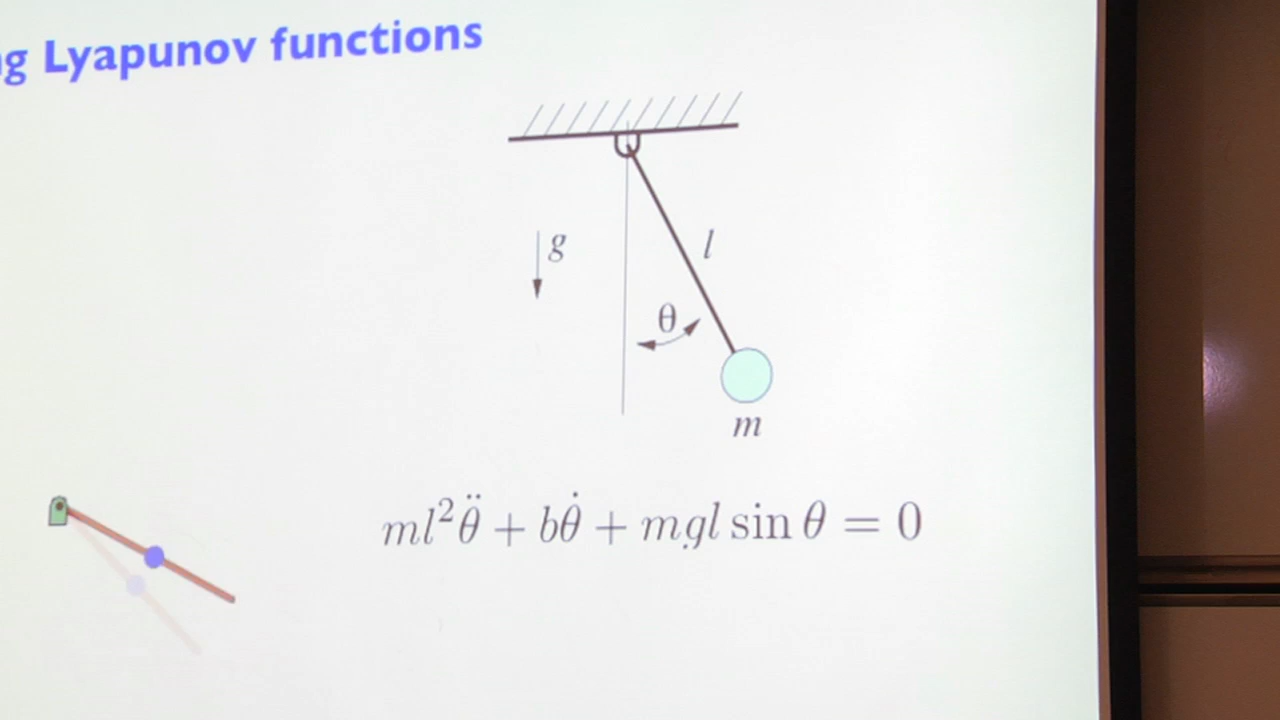 g Lyapunov functions
g
l
θ
m
ml²θ̈ + bθ̇ + mgl sin θ = 0